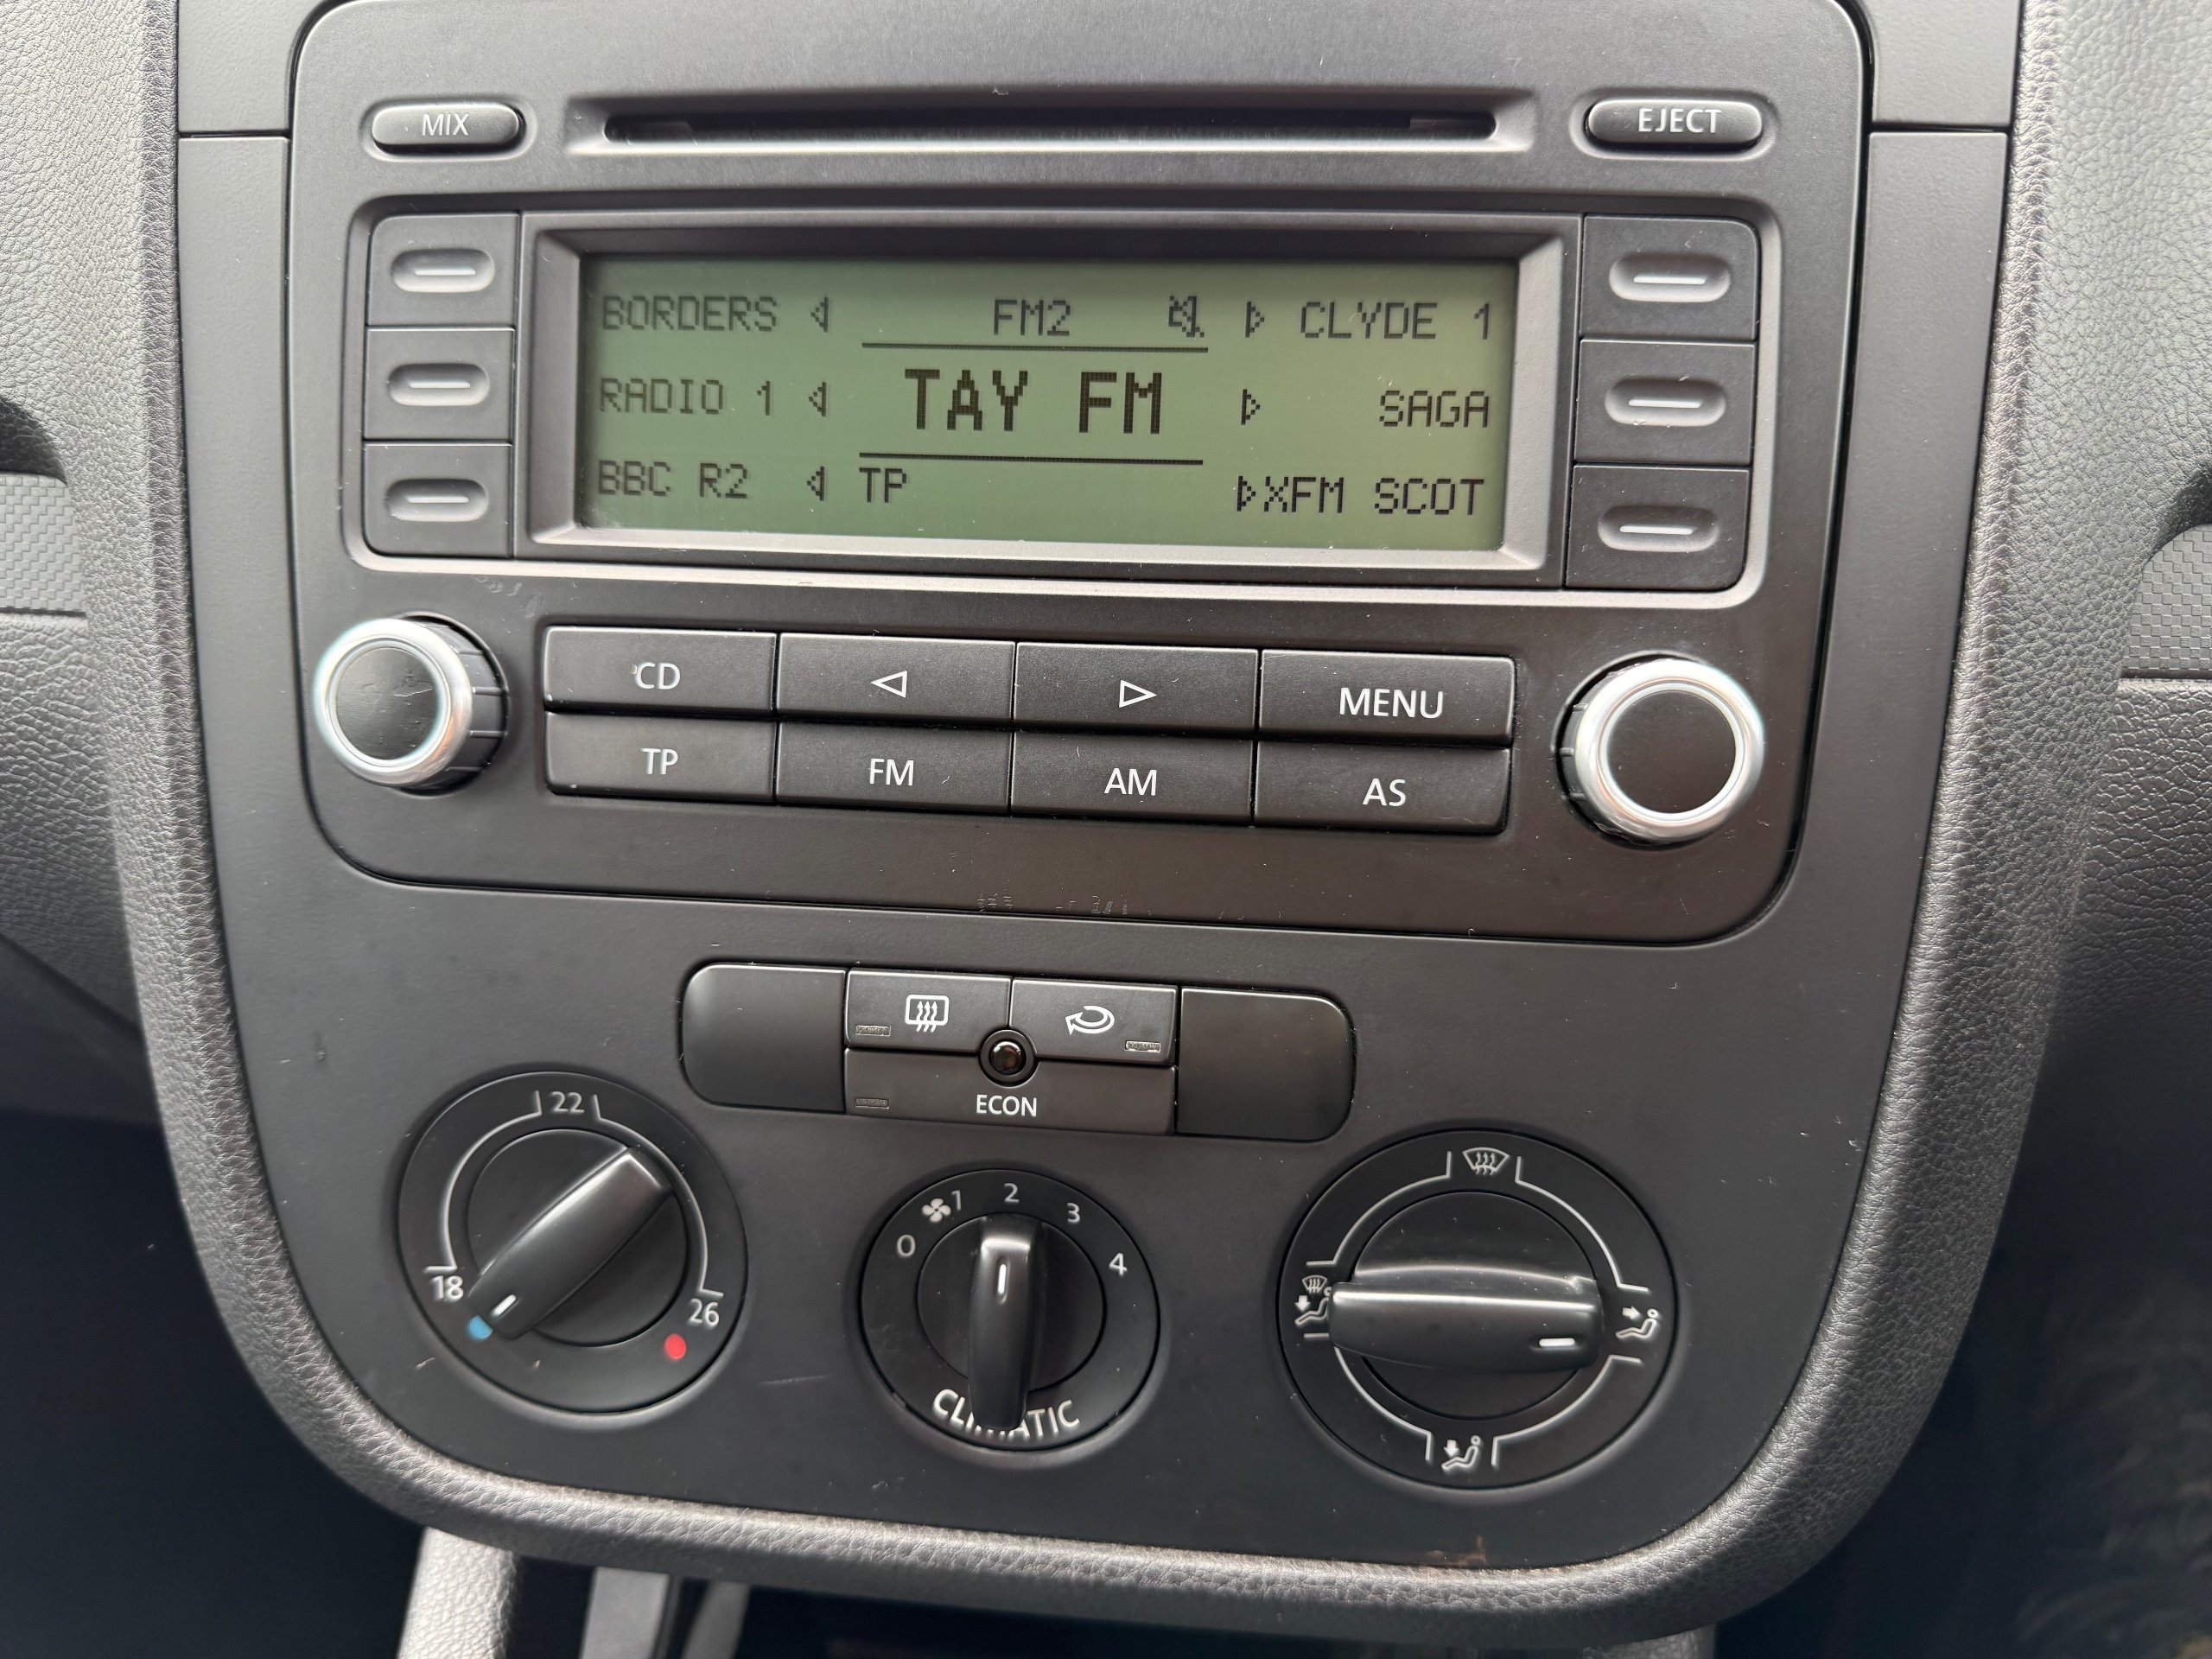 MIX EJECT
BORDERS FM2 CLYDE 1
RADIO 1 TAY FM SAGA
BBC R2 TP XFM SCOT
CD MENU
TP FM AM AS
ECON
22
18
26
0 1 2 3 4